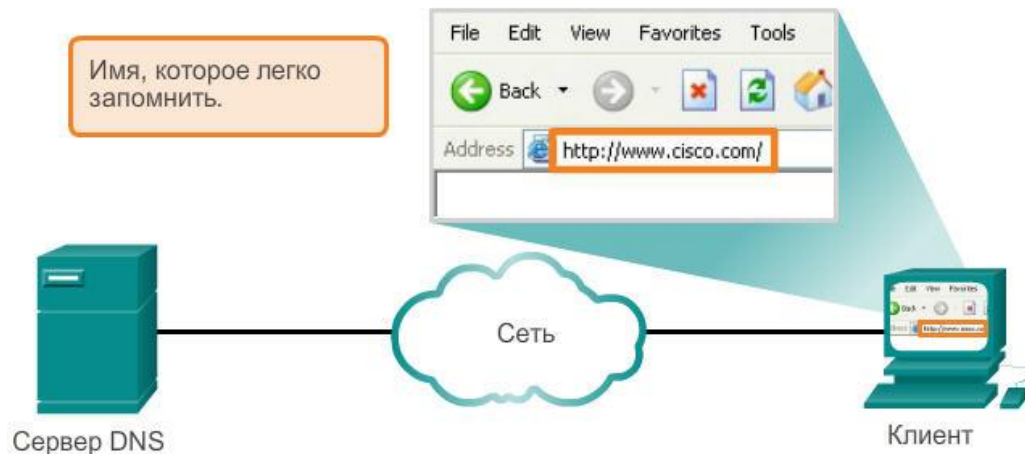 Имя, которое легко
запомнить.
File Edit View Favorites Tools
Back
Address http://www.cisco.com/
Сеть
Сервер DNS
Клиент